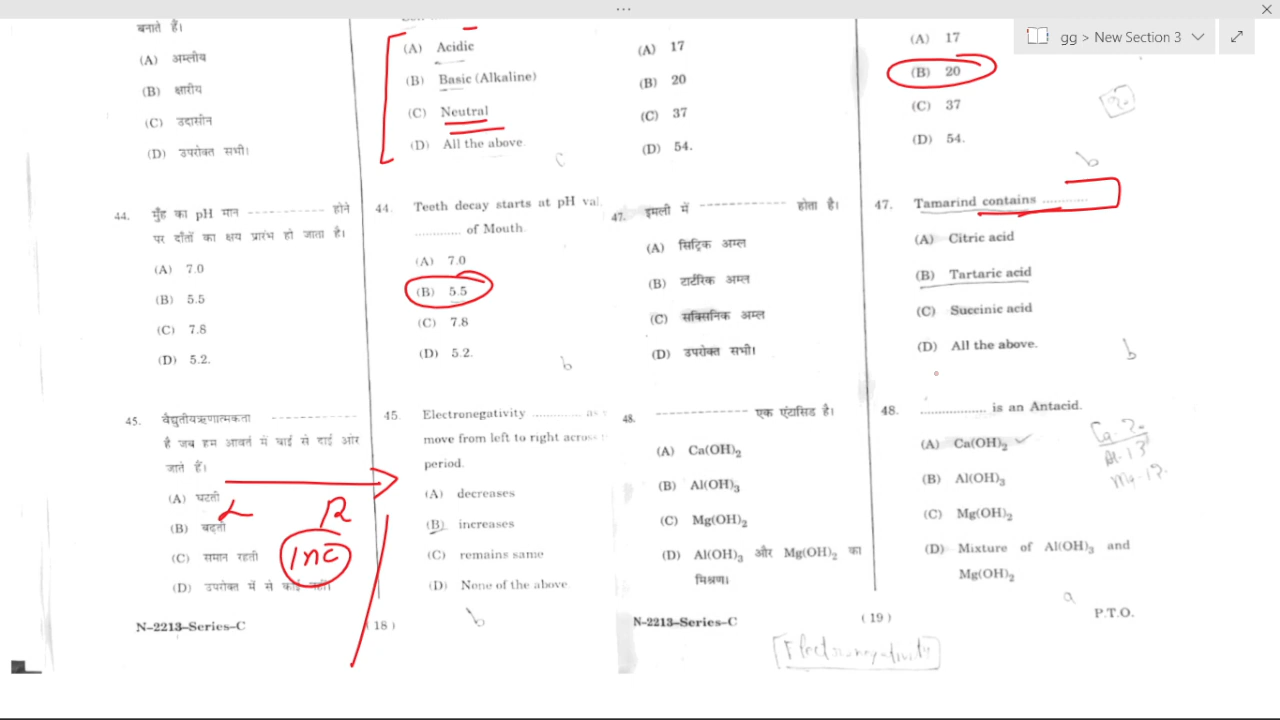 gg > New Section 3
बनाते हैं।
(A) अम्लीय
(B) क्षारीय
(C) उदासीन
(D) उपरोक्त सभी।
44. मुँह का pH मान ------------- होने
पर दाँतों का क्षय प्रारंभ हो जाता है।
(A) 7.0
(B) 5.5
(C) 7.8
(D) 5.2.
45. वैद्युतीयऋणात्मकता -------------
है जब हम आवर्त में बाईं से दाईं ओर
जाते हैं।
(A) घटती
(B) बढ़ती
(C) समान रहती
(D) उपरोक्त में से कोई नहीं।
L R
Inc
N-2213-Series-C (18)
(A) Acidic
(B) Basic (Alkaline)
(C) Neutral
(D) All the above.
c
44. Teeth decay starts at pH val
............. of Mouth.
(A) 7.0
(B) 5.5
(C) 7.8
(D) 5.2.
b
45. Electronegativity ............. as
move from left to right across
period.
(A) decreases
(B) increases
(C) remains same
(D) None of the above.
b
(A) 17
(B) 20
(C) 37
(D) 54.
47. इमली में ------------- होता है।
(A) सिट्रिक अम्ल
(B) टार्टरिक अम्ल
(C) सक्सिनिक अम्ल
(D) उपरोक्त सभी।
48. ------------- एक एंटासिड है।
(A) Ca(OH)₂
(B) Al(OH)₃
(C) Mg(OH)₂
(D) Al(OH)₃ और Mg(OH)₂ का
मिश्रण।
N-2213-Series-C (19)
(A) 17
(B) 20
(C) 37
(D) 54.
b
47. Tamarind contains ............
(A) Citric acid
(B) Tartaric acid
(C) Succinic acid
(D) All the above.
b
48. .................. is an Antacid.
(A) Ca(OH)₂
(B) Al(OH)₃
(C) Mg(OH)₂
(D) Mixture of Al(OH)₃ and
Mg(OH)₂
a
P.T.O.
Electronegativity